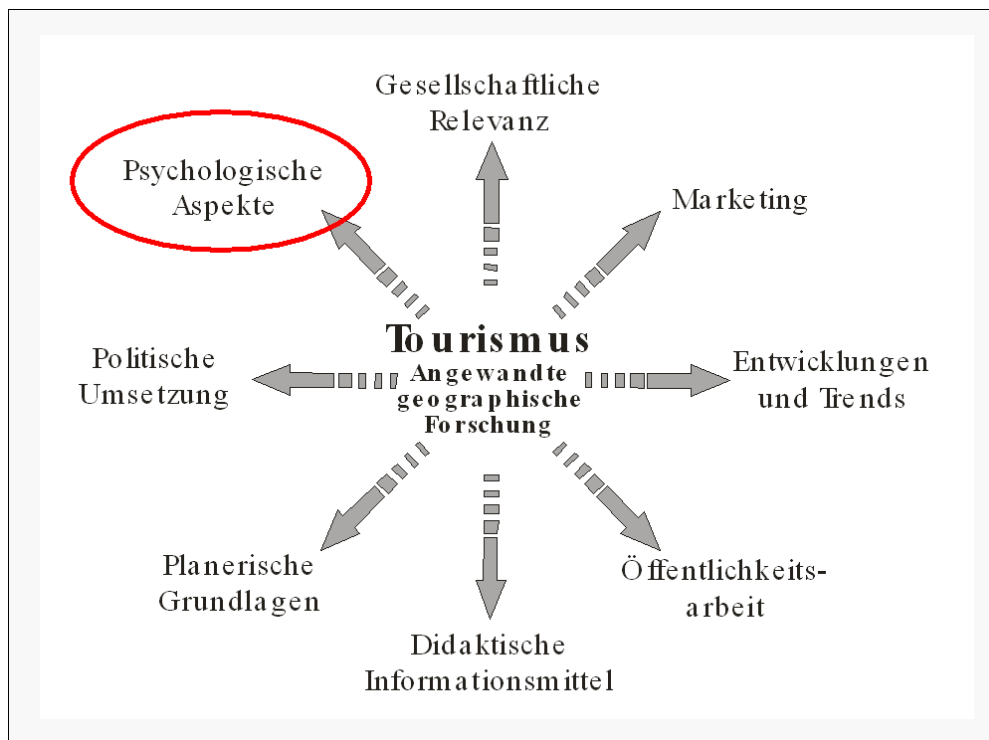 Gesellschaftliche
Relevanz
Psychologische
Aspekte
Marketing
Tourismus
Angewandte
geographische
Forschung
Politische
Umsetzung
Entwicklungen
und Trends
Planerische
Grundlagen
Öffentlichkeits-
arbeit
Didaktische
Informationsmittel